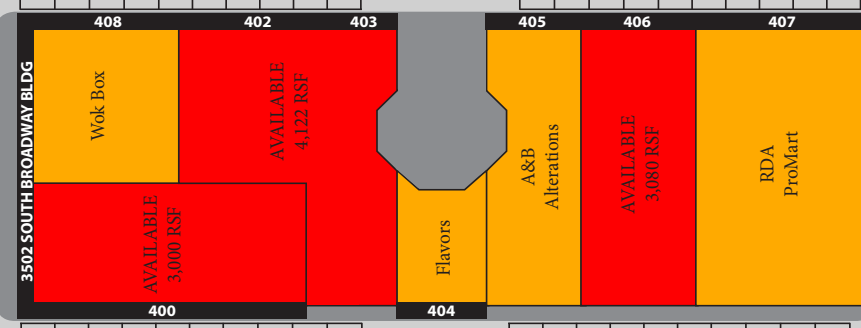 408
402
403
405
406
407
3502 SOUTH BROADWAY BLDG
Wok Box
AVAILABLE
4,122 RSF
A&B
Alterations
AVAILABLE
3,080 RSF
RDA
ProMart
AVAILABLE
3,000 RSF
Flavors
400
404